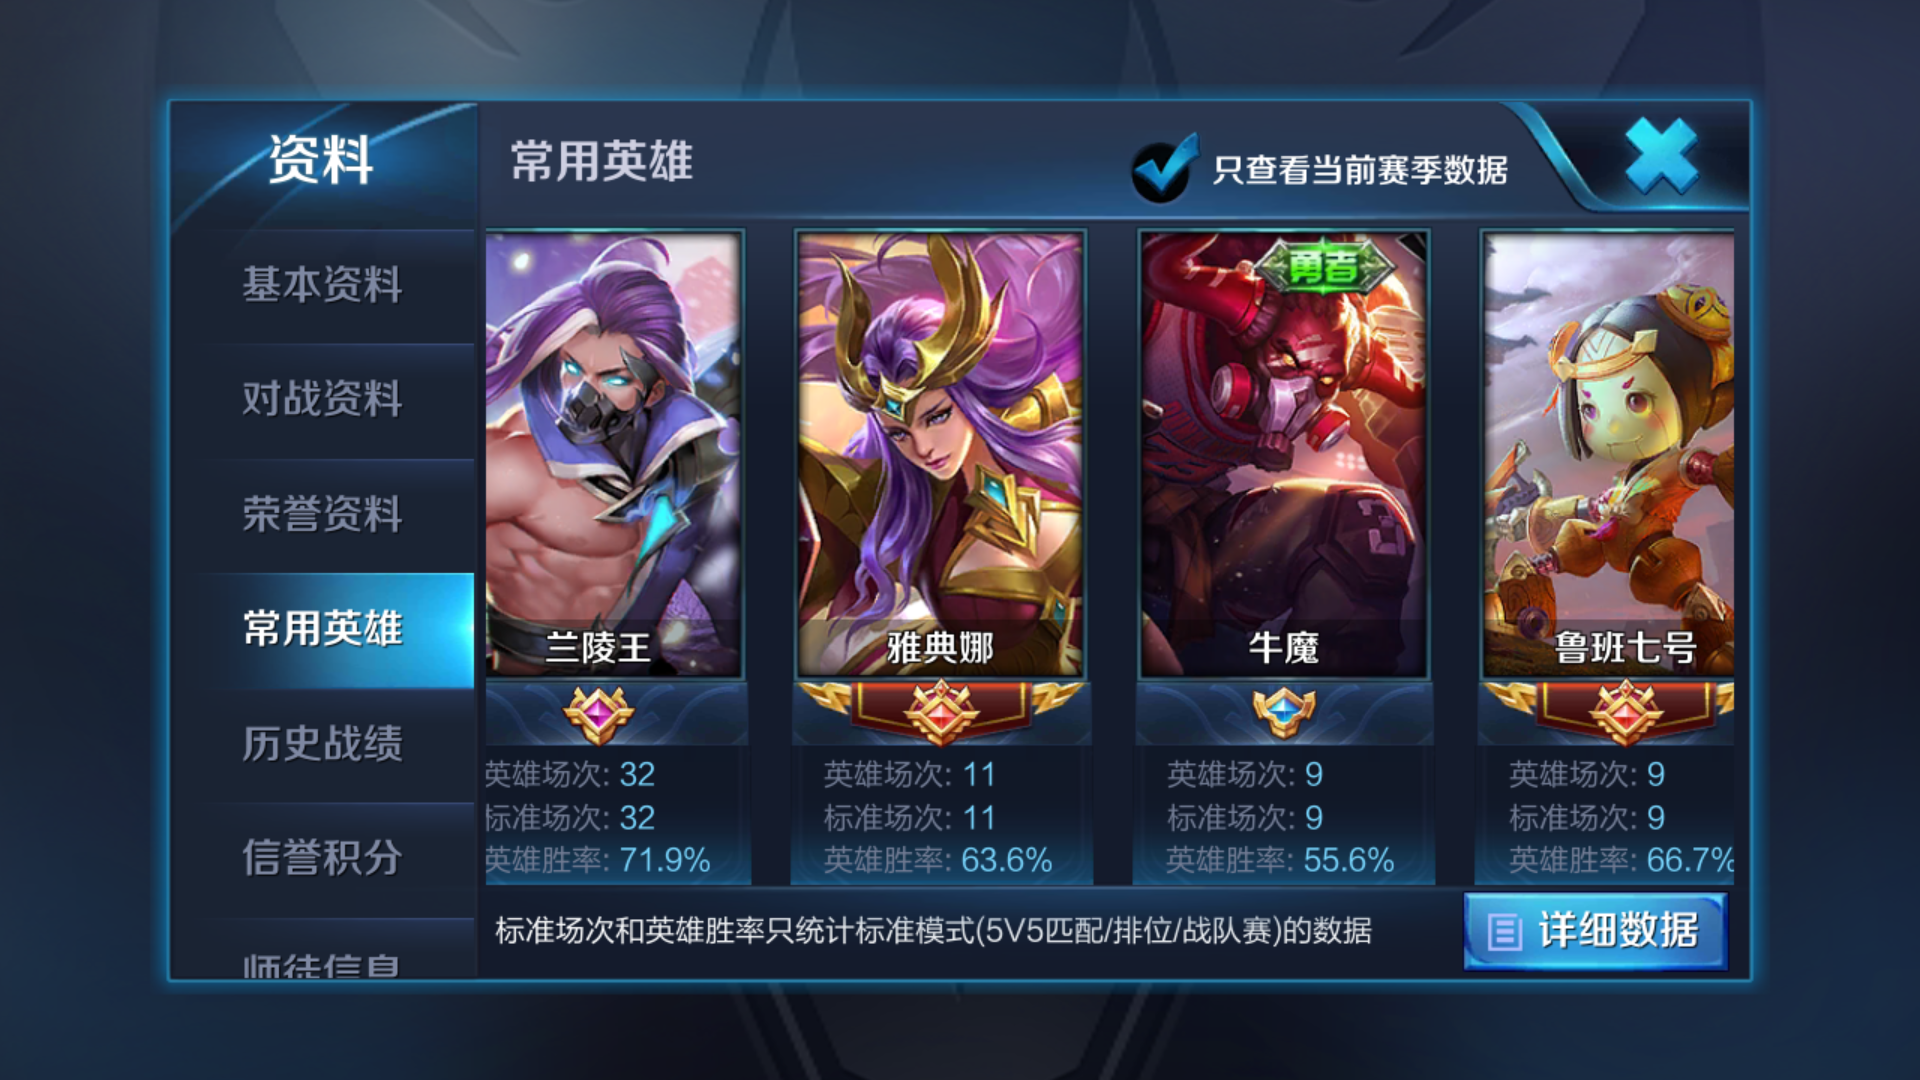 资料
常用英雄
只查看当前赛季数据
基本资料
对战资料
荣誉资料
常用英雄
历史战绩
信誉积分
师徒信息
勇者
兰陵王
雅典娜
牛魔
鲁班七号
英雄场次: 32
标准场次: 32
英雄胜率: 71.9%
英雄场次: 11
标准场次: 11
英雄胜率: 63.6%
英雄场次: 9
标准场次: 9
英雄胜率: 55.6%
英雄场次: 9
标准场次: 9
英雄胜率: 66.7%
标准场次和英雄胜率只统计标准模式(5V5匹配/排位/战队赛)的数据
详细数据